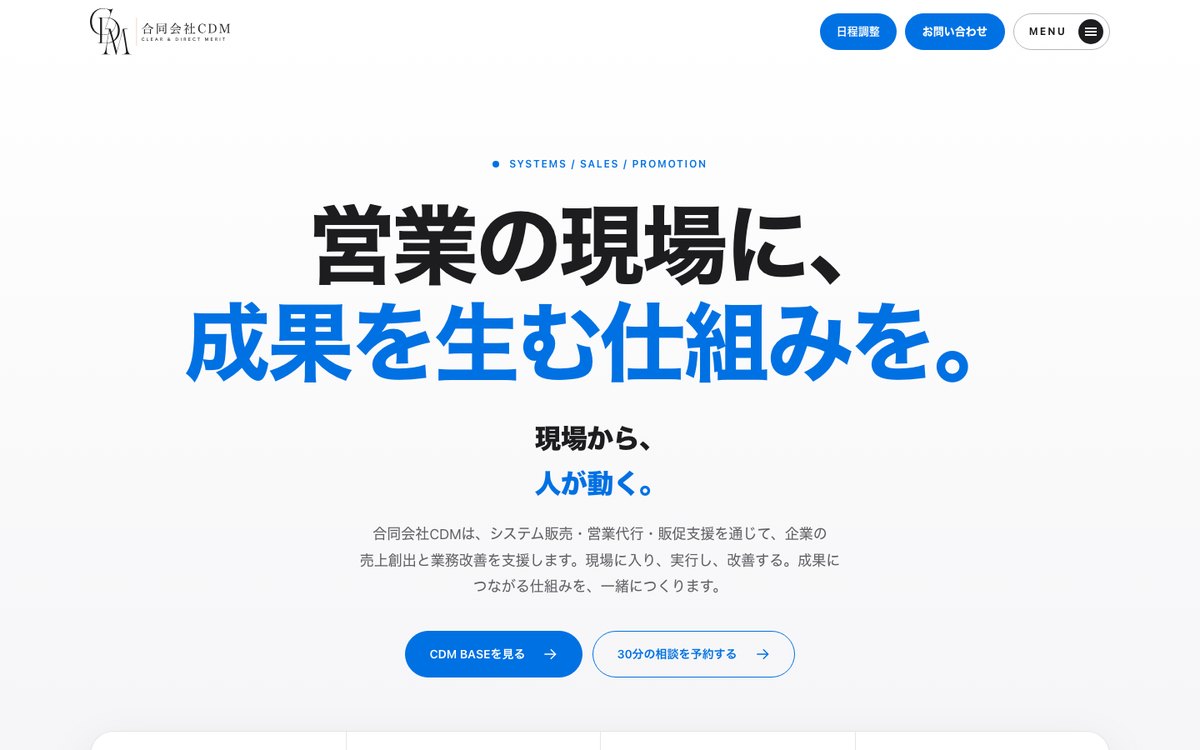 CDM
合同会社CDM
CLEAR & DIRECT MERIT
日程調整
お問い合わせ
MENU
SYSTEMS / SALES / PROMOTION
営業の現場に、
成果を生む仕組みを。
現場から、
人が動く。
合同会社CDMは、システム販売・営業代行・販促支援を通じて、企業の
売上創出と業務改善を支援します。現場に入り、実行し、改善する。成果に
つながる仕組みを、一緒につくります。
CDM BASEを見る
30分の相談を予約する